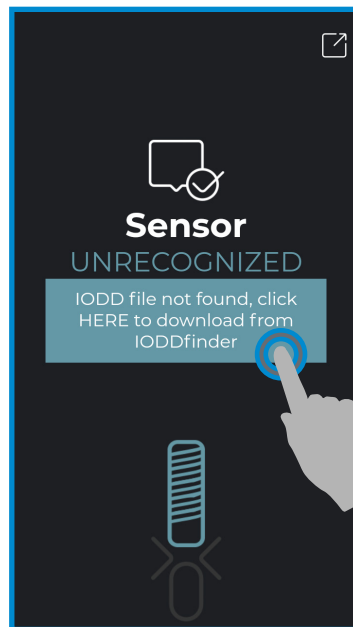 Sensor
UNRECOGNIZED
IODD file not found, click
HERE to download from
IODDfinder